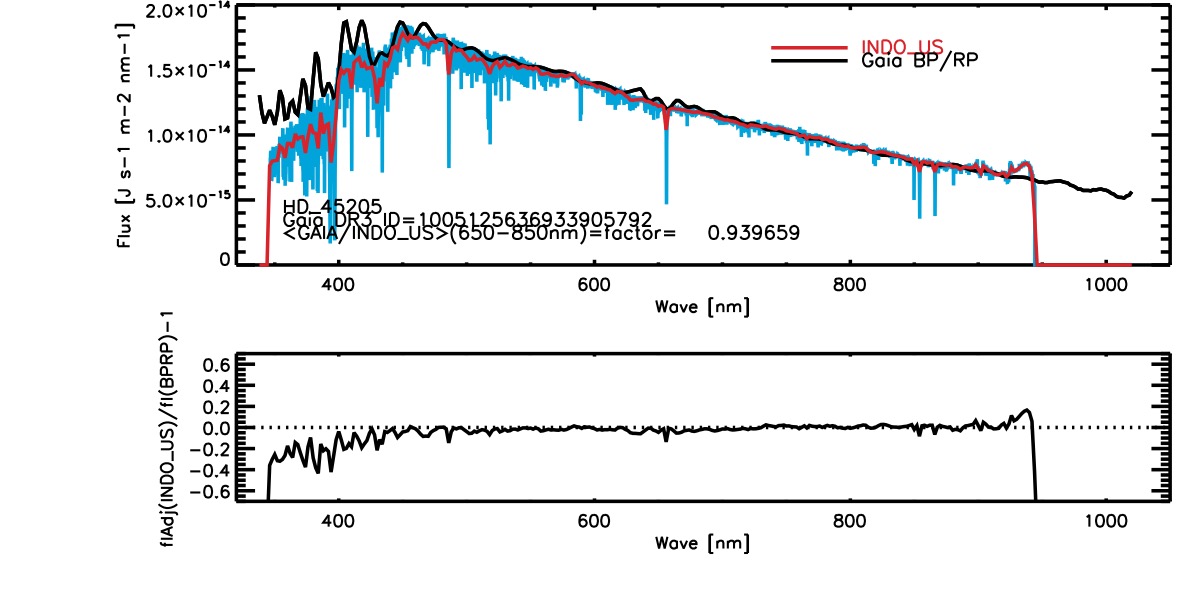 2.0×10−14
1.5×10−14
1.0×10−14
5.0×10−15
0
Flux [J s−1 m−2 nm−1]
INDO_US
Gaia BP/RP
HD_45205
Gaia DR3 ID=1005125636933905792
<GAIA/INDO_US>(650−850nm)=factor= 0.939659
400 600 800 1000
Wave [nm]
flAdj(INDO_US)/fl(BPRP)−1
0.6
0.4
0.2
0.0
−0.2
−0.4
−0.6
400 600 800 1000
Wave [nm]